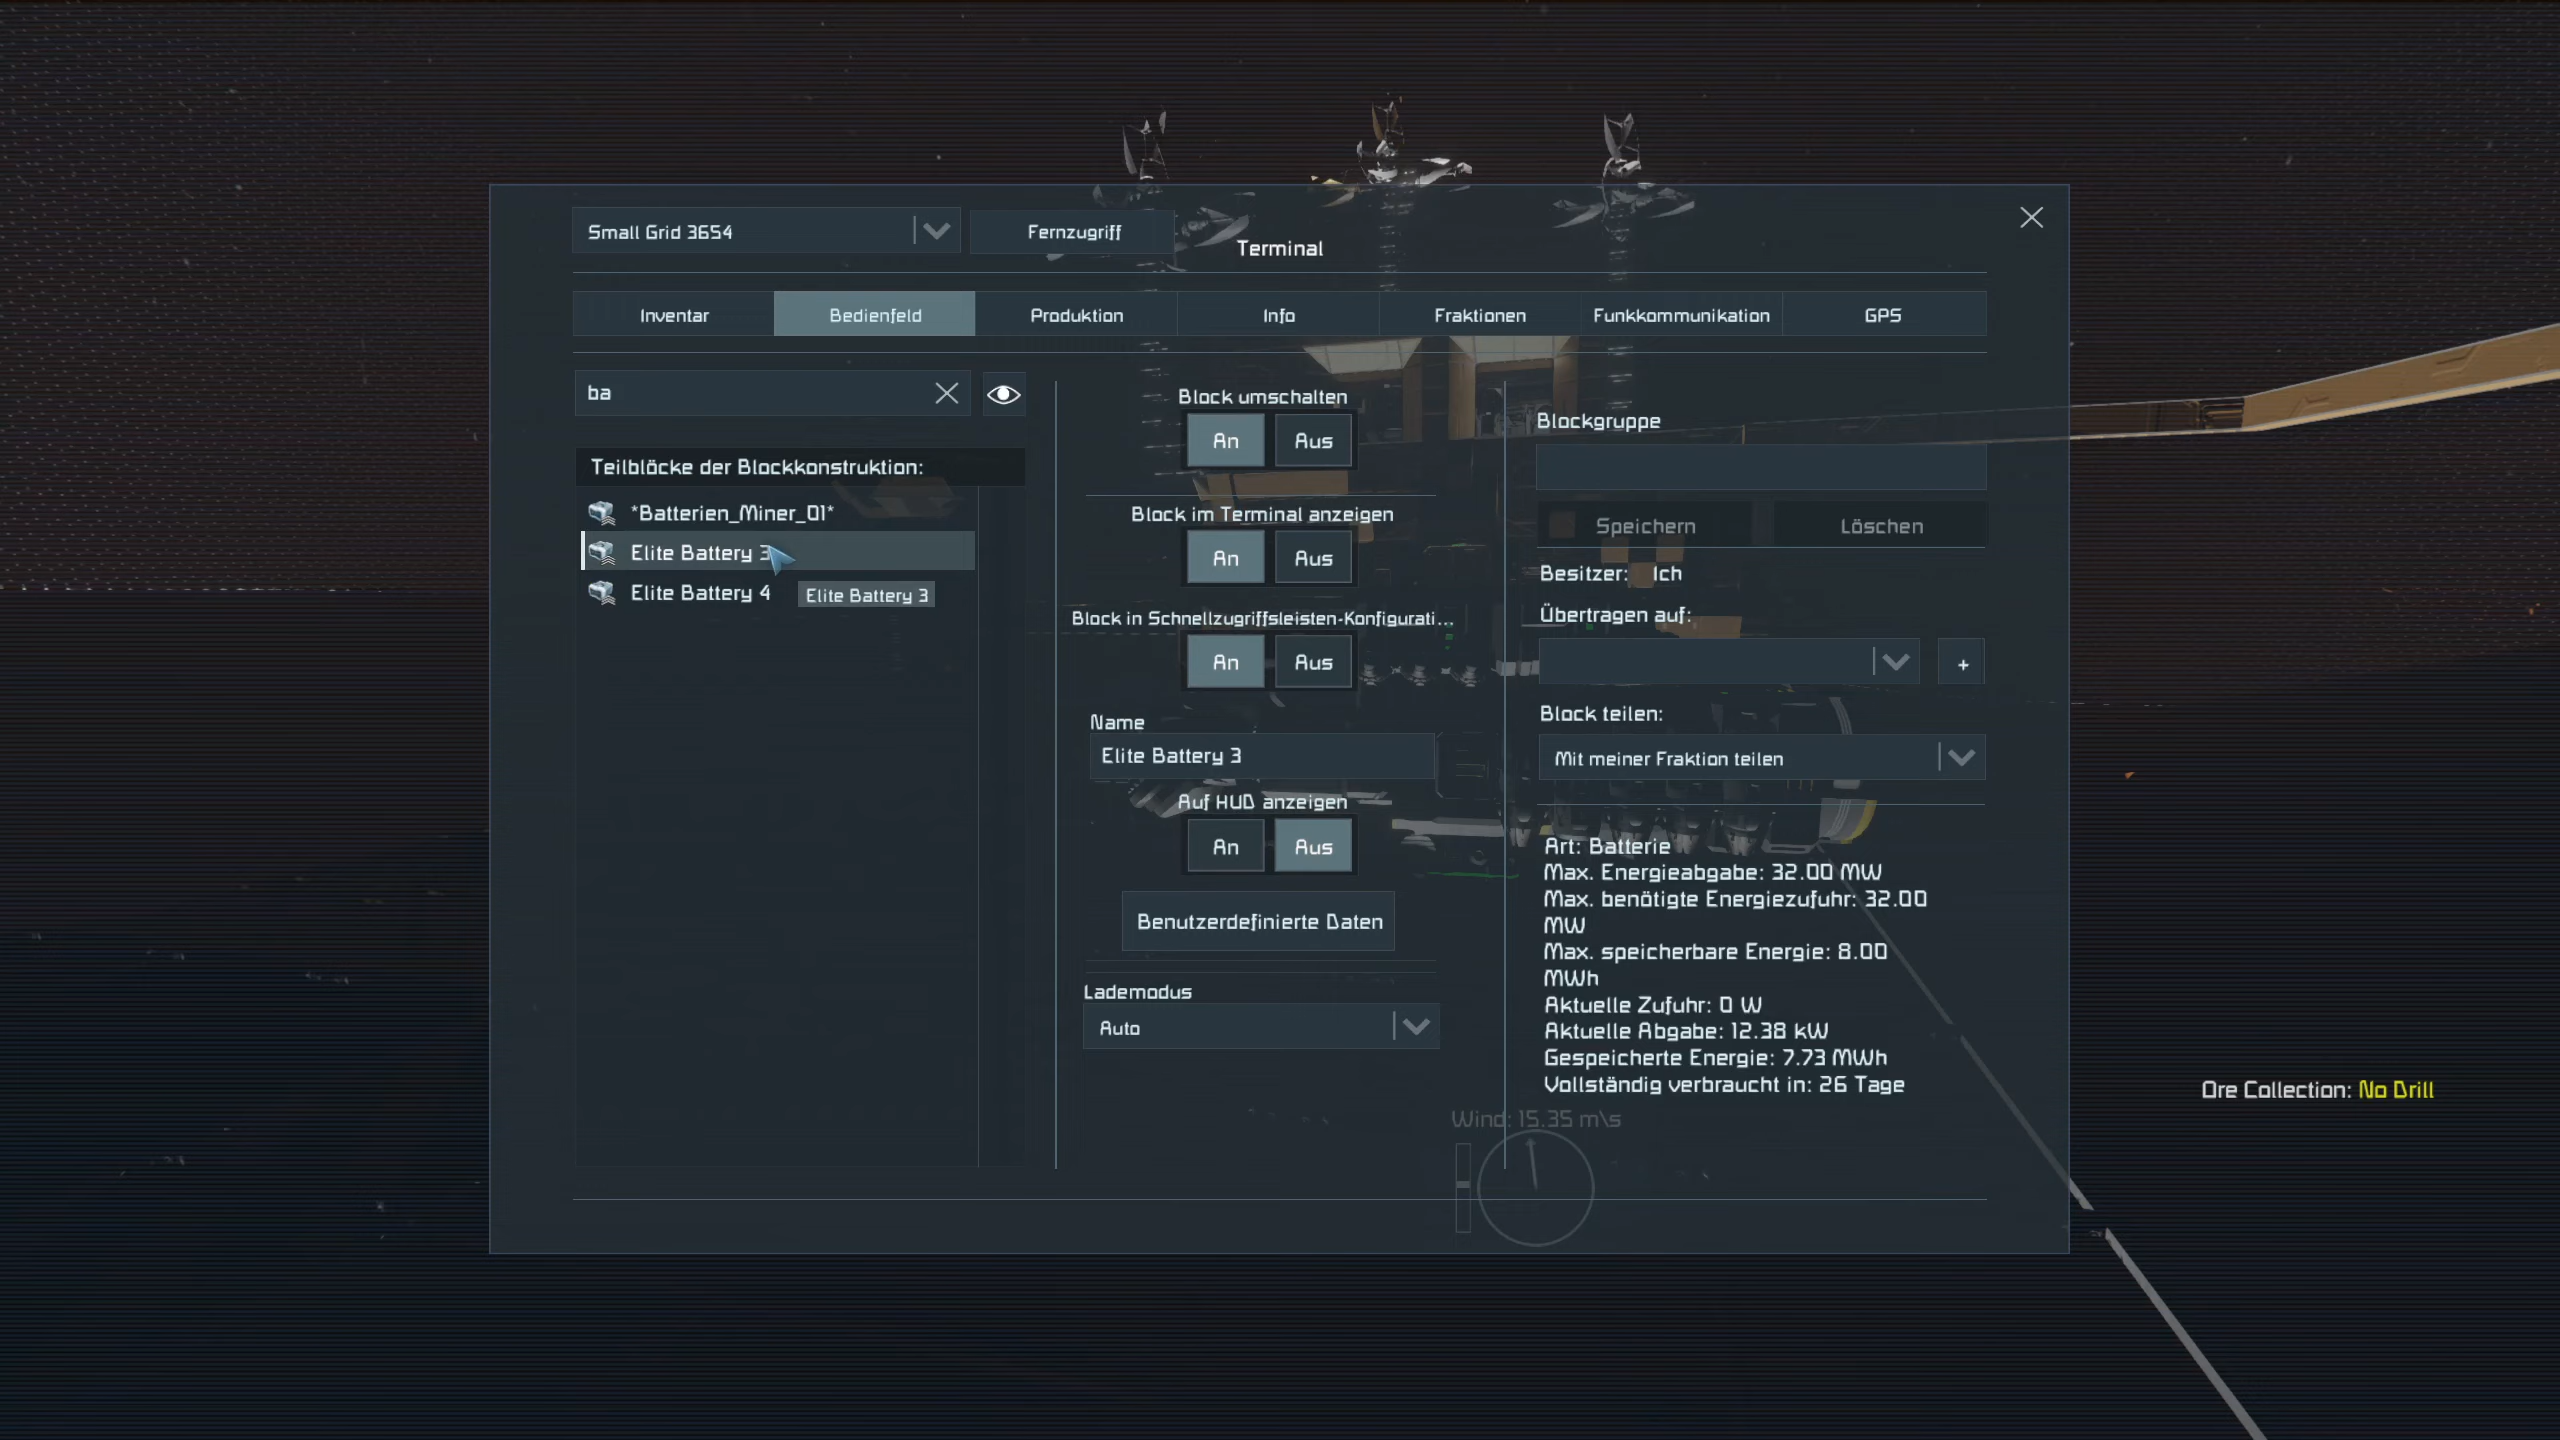 Small Grid 3654
Fernzugriff
Terminal
Inventar
Bedienfeld
Produktion
Info
Fraktionen
Funkkommunikation
GPS
ba
Teilblöcke der Blockkonstruktion:
*Batterien_Miner_01*
Elite Battery 3
Elite Battery 4
Elite Battery 3
Block umschalten
An Aus
Block im Terminal anzeigen
An Aus
Block in Schnellzugriffsleisten-Konfigurati...
An Aus
Name
Elite Battery 3
Auf HUD anzeigen
An Aus
Benutzerdefinierte Daten
Lademodus
Auto
Blockgruppe
Speichern Löschen
Besitzer: Ich
Übertragen auf:
+
Block teilen:
Mit meiner Fraktion teilen
Art: Batterie
Max. Energieabgabe: 32.00 MW
Max. benötigte Energiezufuhr: 32.00
MW
Max. speicherbare Energie: 8.00
MWh
Aktuelle Zufuhr: 0 W
Aktuelle Abgabe: 12.38 kW
Gespeicherte Energie: 7.73 MWh
Vollständig verbraucht in: 26 Tage
Wind: 15.35 m\s
Ore Collection: No Drill